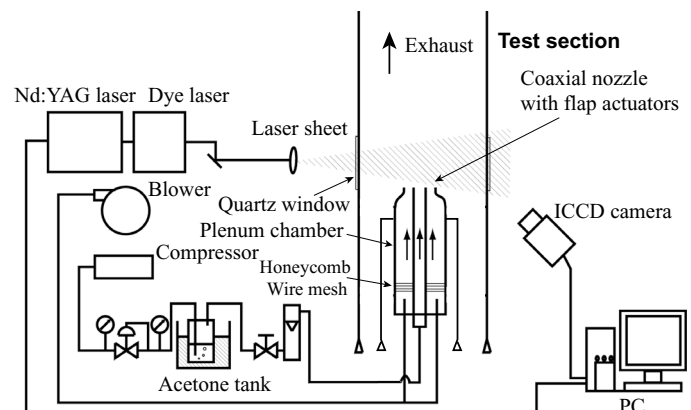 Exhaust
Test section
Coaxial nozzle
with flap actuators
Nd:YAG laser
Dye laser
Laser sheet
Blower
Quartz window
Plenum chamber
ICCD camera
Compressor
Honeycomb
Wire mesh
Acetone tank
PC